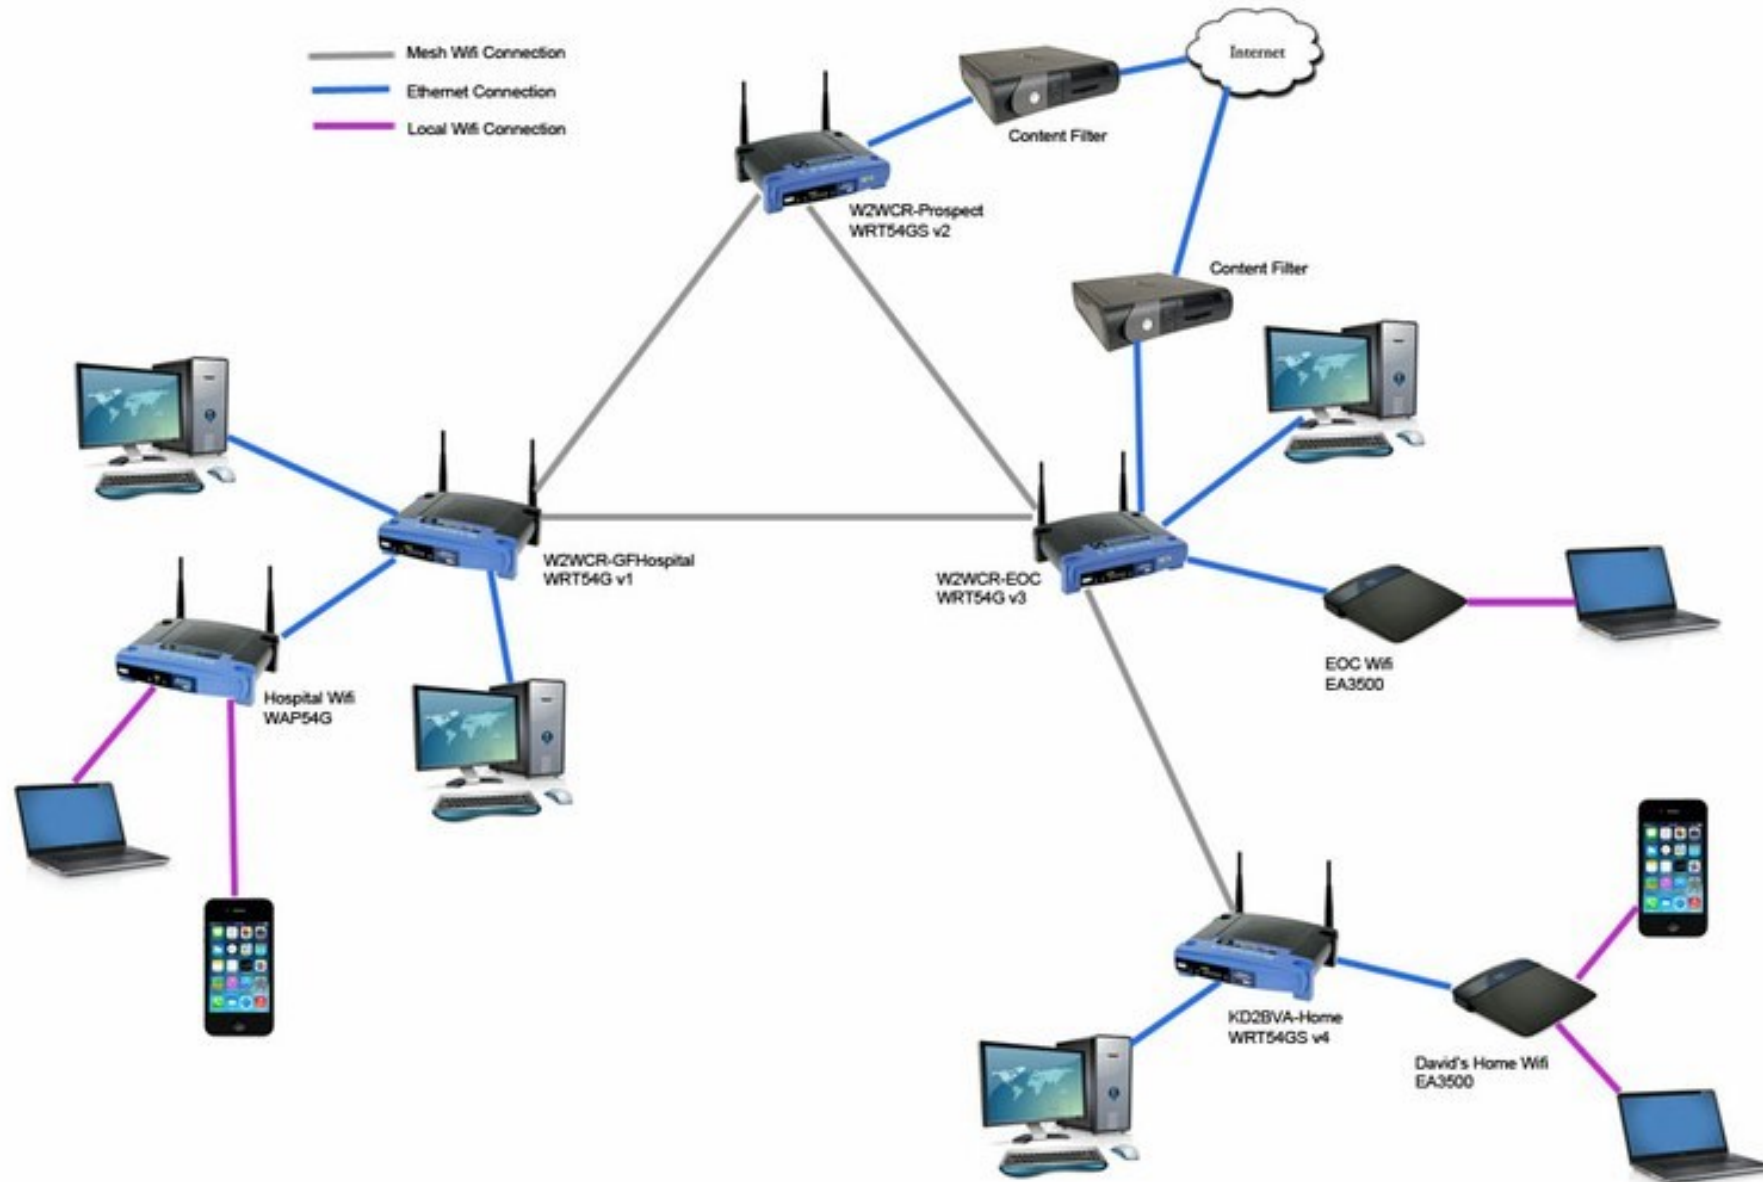 Mesh Wifi Connection
Ethernet Connection
Local Wifi Connection
Internet
Content Filter
W2WCR-Prospect
WRT54GS v2
Content Filter
W2WCR-GFHospital
WRT54G v1
W2WCR-EOC
WRT54G v3
EOC Wifi
EA3500
Hospital Wifi
WAP54G
KD2BVA-Home
WRT54GS v4
David's Home Wifi
EA3500